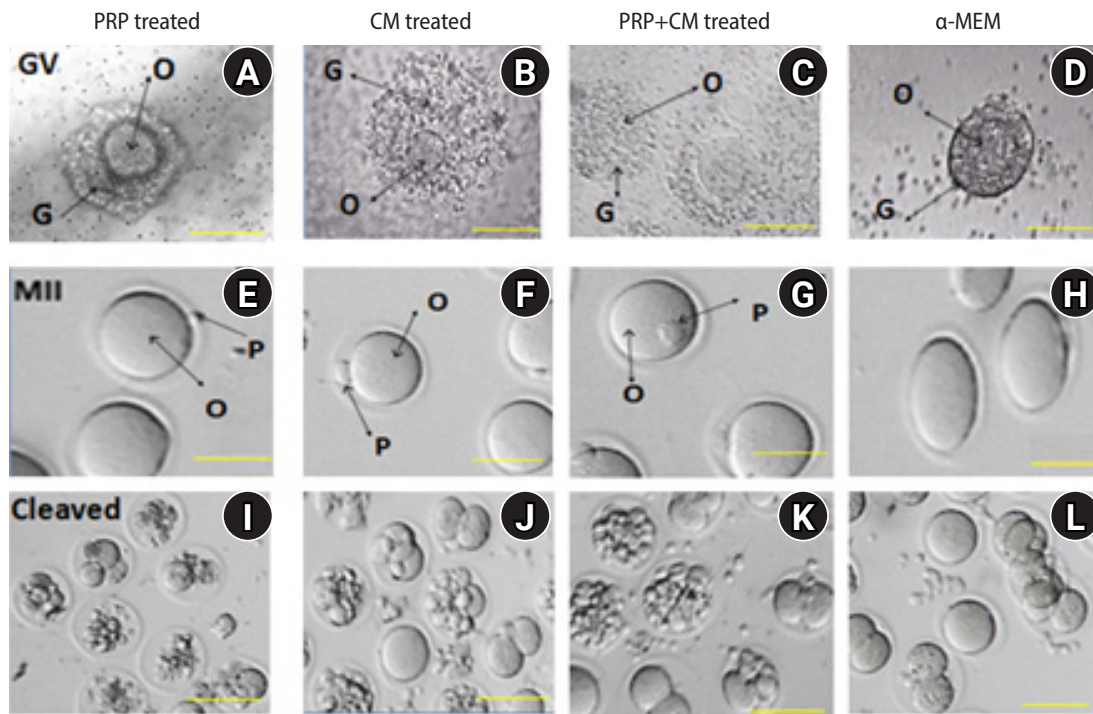 PRP treated CM treated PRP+CM treated α-MEM
GV A O G
B G O
C O G
D O G
MII E P O
F O P
G P O
H
Cleaved I
J
K
L